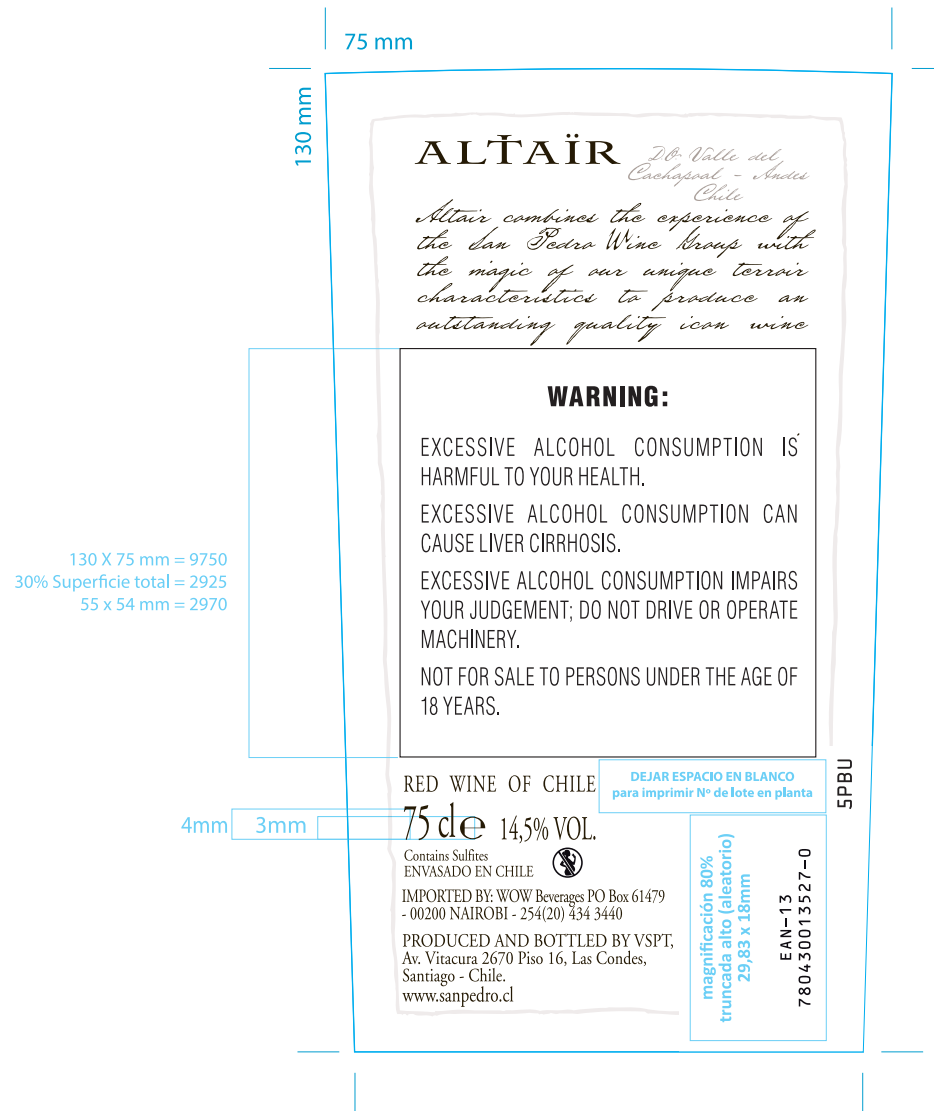 75 mm
130 mm
ALTAÏR
DO Valle del
Cachapoal - Andes
Chile
Altair combines the experience of
the San Pedro Wine Group with
the magic of our unique terroir
characteristics to produce an
outstanding quality icon wine
WARNING:
EXCESSIVE ALCOHOL CONSUMPTION IS
HARMFUL TO YOUR HEALTH.
EXCESSIVE ALCOHOL CONSUMPTION CAN
CAUSE LIVER CIRRHOSIS.
EXCESSIVE ALCOHOL CONSUMPTION IMPAIRS
YOUR JUDGEMENT; DO NOT DRIVE OR OPERATE
MACHINERY.
NOT FOR SALE TO PERSONS UNDER THE AGE OF
18 YEARS.
130 X 75 mm = 9750
30% Superficie total = 2925
55 x 54 mm = 2970
RED WINE OF CHILE
DEJAR ESPACIO EN BLANCO
para imprimir Nº de lote en planta
5PBU
4mm
3mm
75 cl℮ 14,5% VOL.
Contains Sulfites
ENVASADO EN CHILE
IMPORTED BY: WOW Beverages PO Box 61479
- 00200 NAIROBI - 254(20) 434 3440
PRODUCED AND BOTTLED BY VSPT,
Av. Vitacura 2670 Piso 16, Las Condes,
Santiago - Chile.
www.sanpedro.cl
magnificación 80%
truncada alto (aleatorio)
29,83 x 18mm
EAN-13
780430013527-0